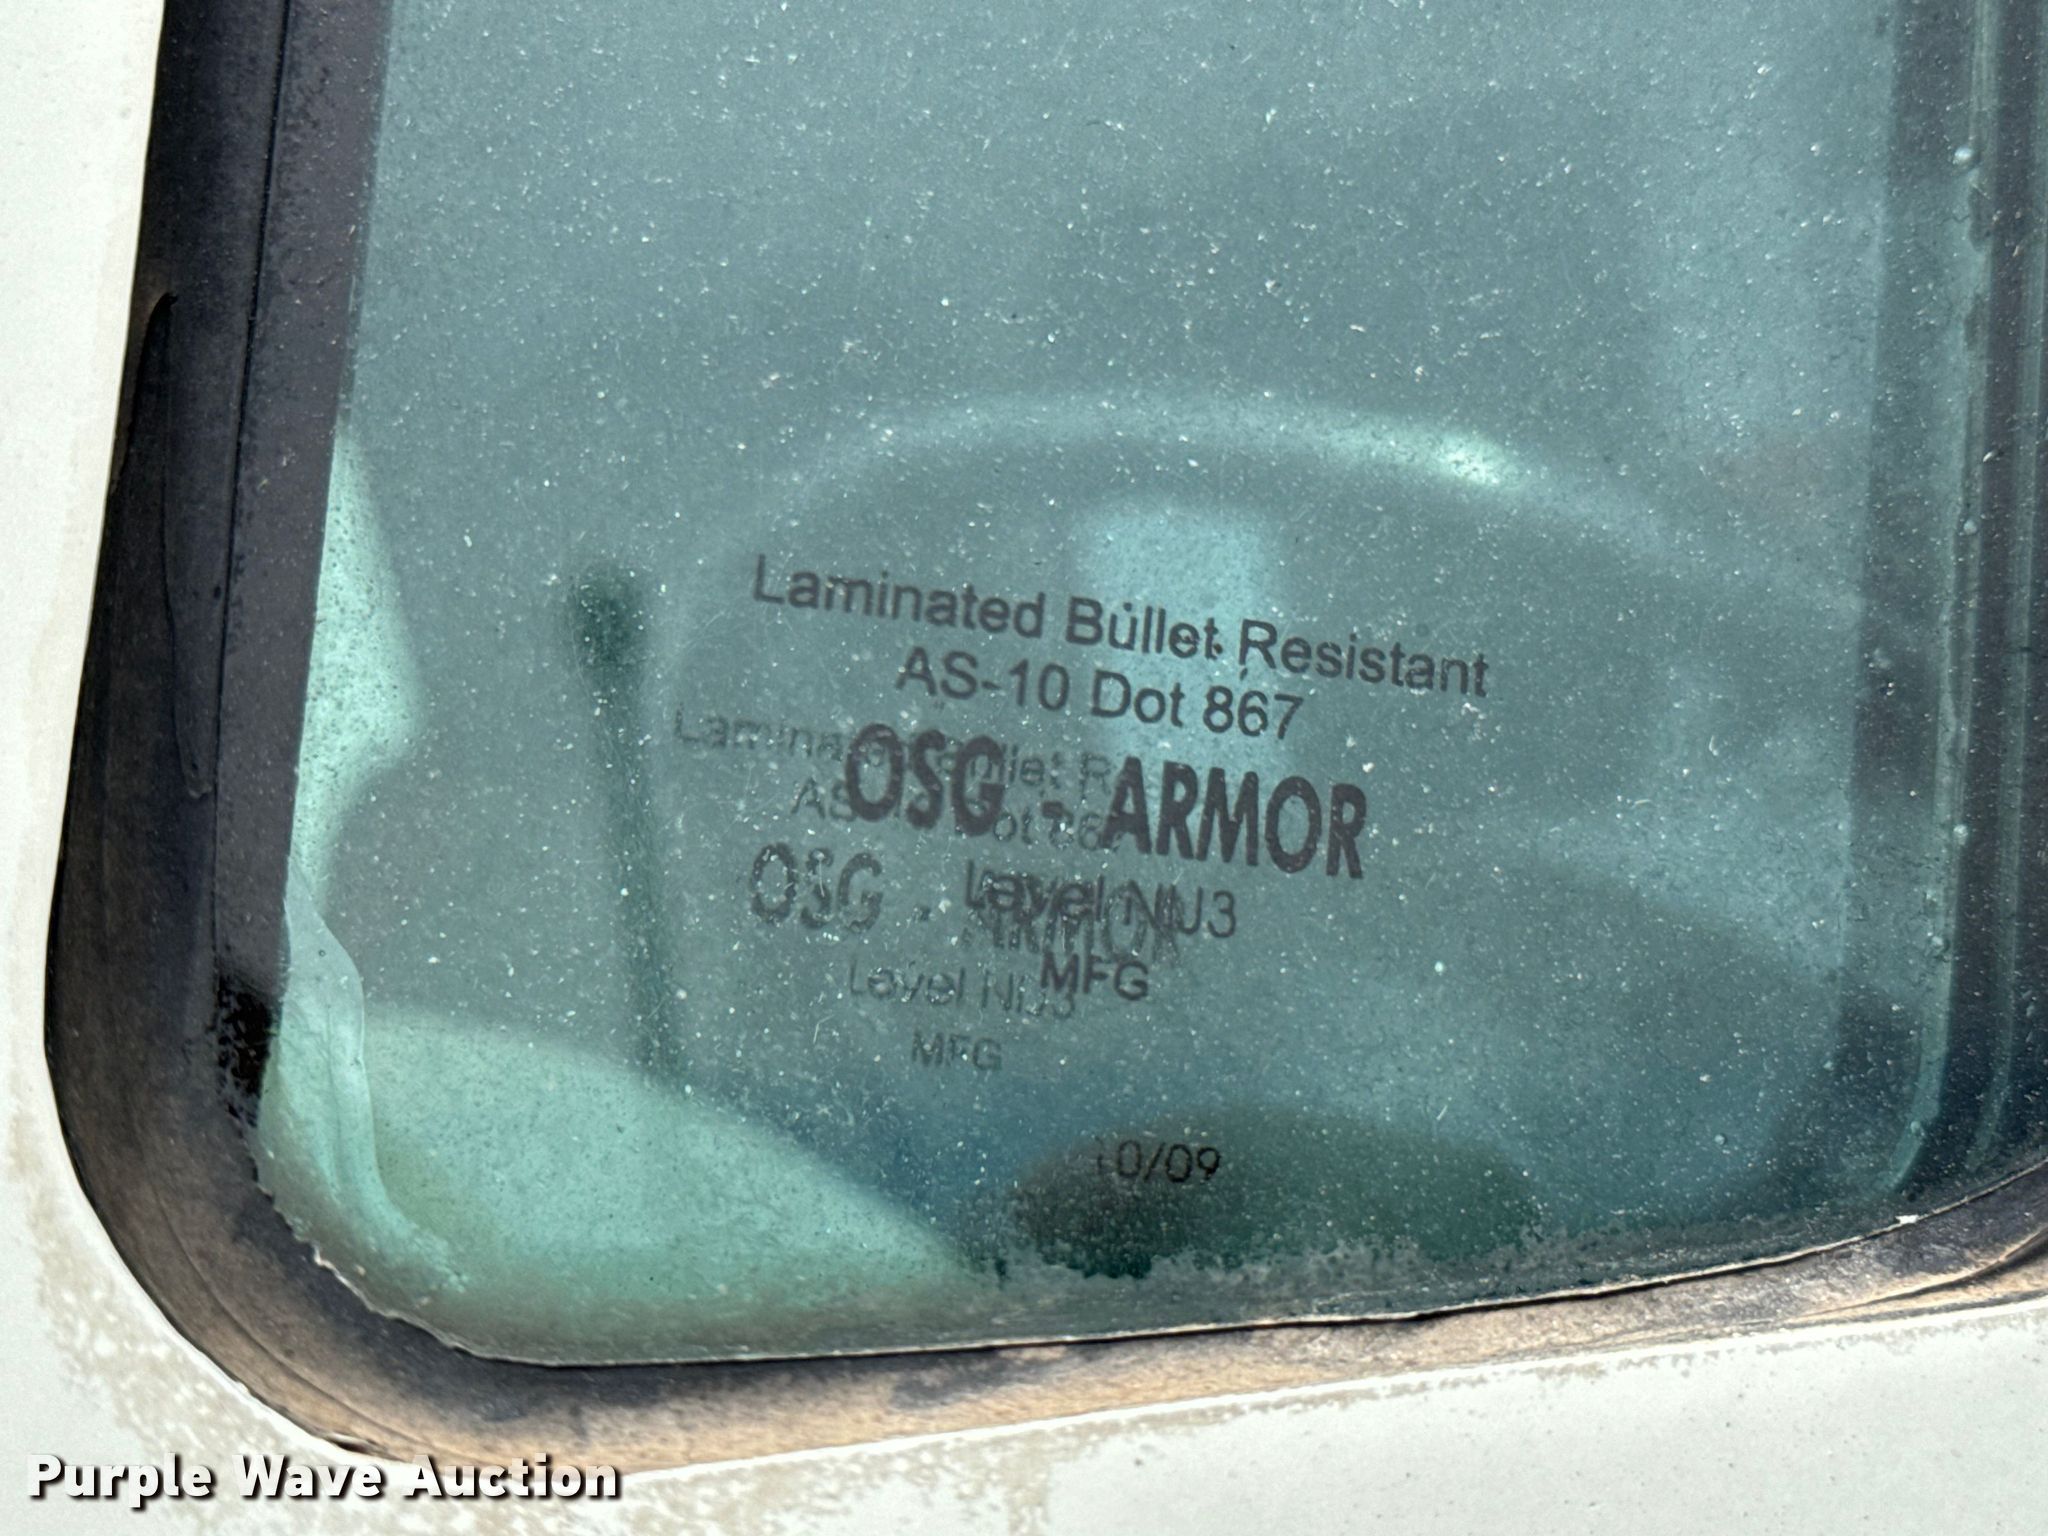 Laminated Bullet Resistant
AS-10 Dot 867
OSG - ARMOR
Level NIJ3
MFG
10/09
Purple Wave Auction